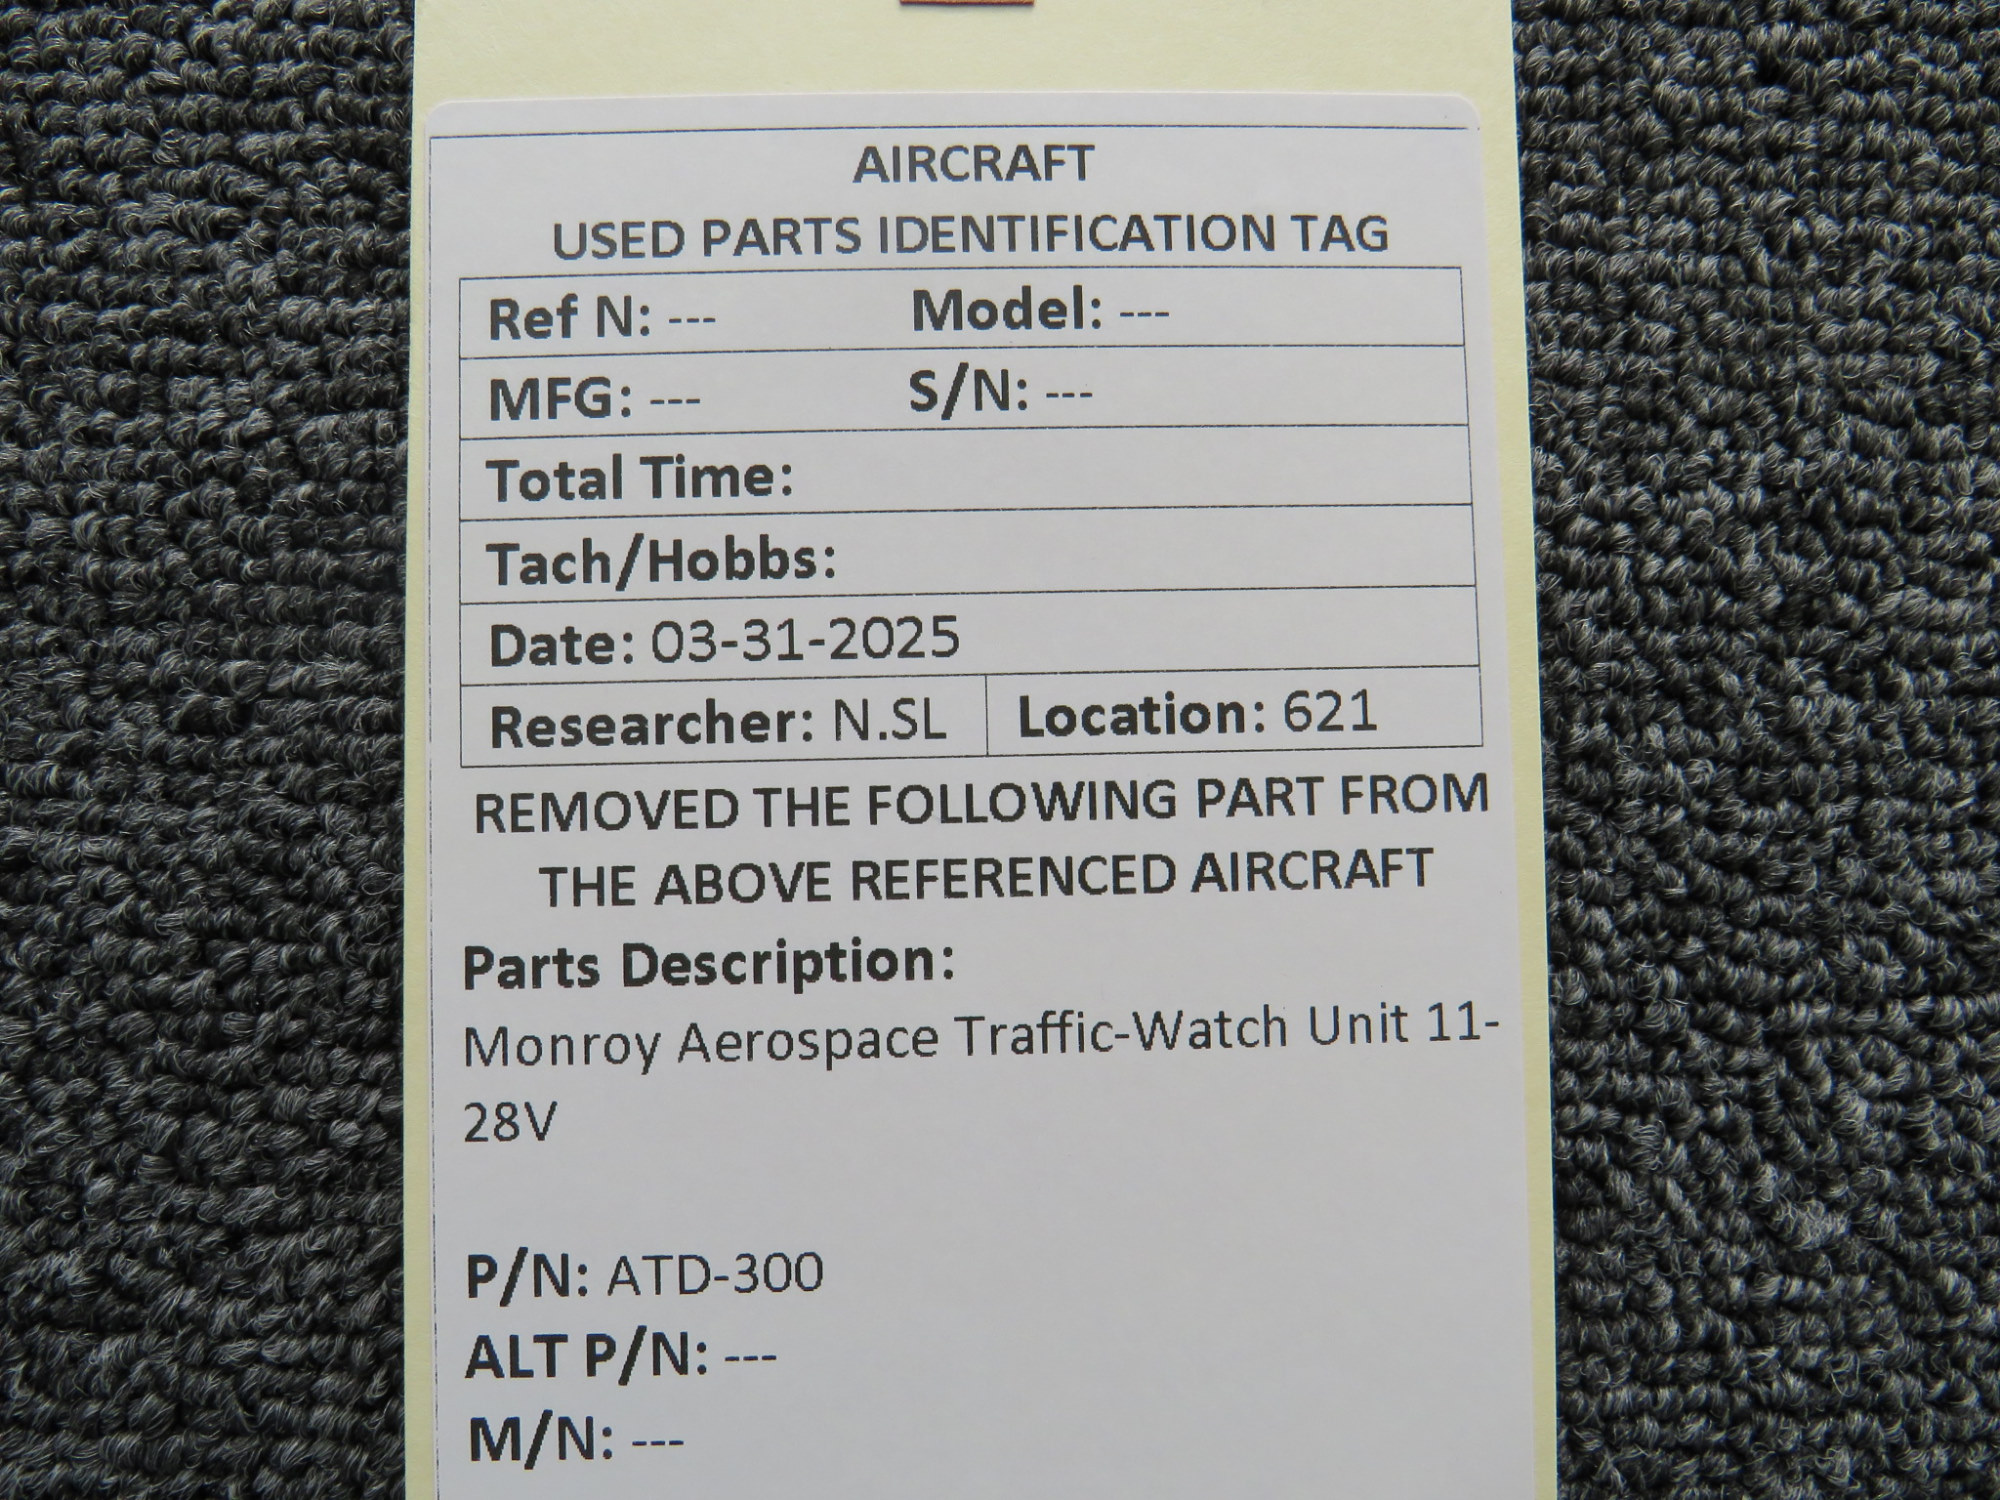 AIRCRAFT
USED PARTS IDENTIFICATION TAG
Ref N: --- Model: ---
MFG: --- S/N: ---
Total Time:
Tach/Hobbs:
Date: 03-31-2025
Researcher: N.SL Location: 621
REMOVED THE FOLLOWING PART FROM
THE ABOVE REFERENCED AIRCRAFT
Parts Description:
Monroy Aerospace Traffic-Watch Unit 11-
28V
P/N: ATD-300
ALT P/N: ---
M/N: ---